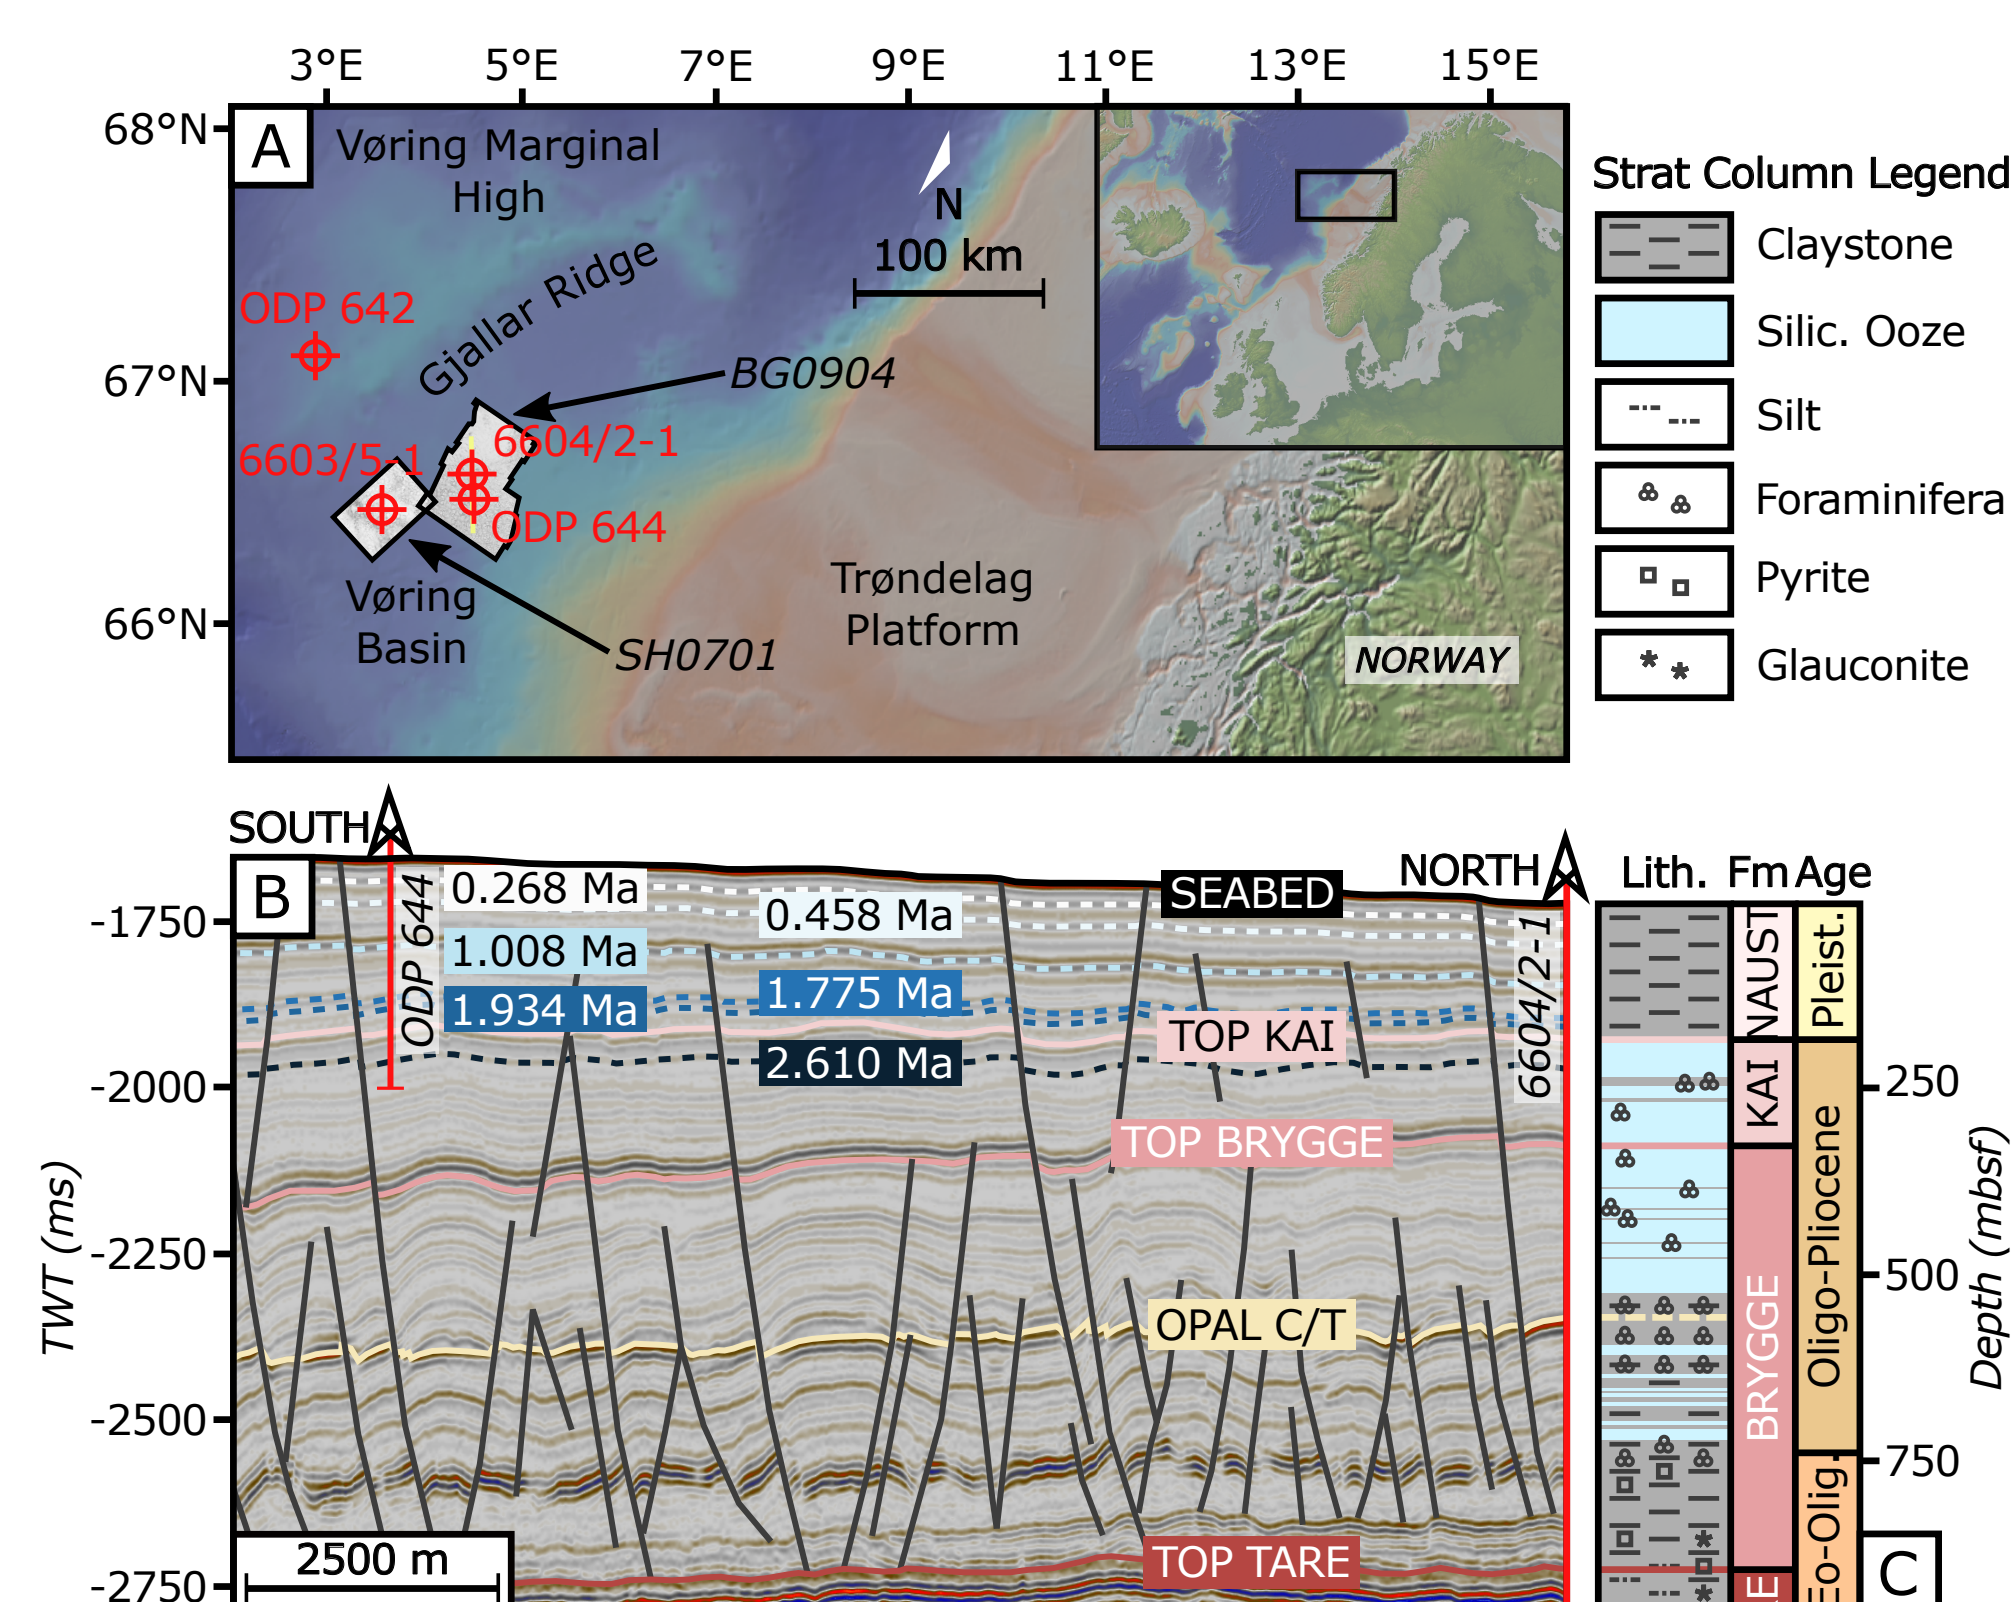 3°E 5°E 7°E 9°E 11°E 13°E 15°E
68°N
67°N
66°N
A
Vøring Marginal
High
N
100 km
Gjallar Ridge
ODP 642
BG0904
6603/5-1
6604/2-1
ODP 644
Vøring
Basin
SH0701
Trøndelag
Platform
NORWAY
Strat Column Legend
Claystone
Silic. Ooze
Silt
Foraminifera
Pyrite
Glauconite
SOUTH
NORTH
B
ODP 644
6604/2-1
SEABED
0.268 Ma
0.458 Ma
1.008 Ma
1.775 Ma
1.934 Ma
TOP KAI
2.610 Ma
TOP BRYGGE
OPAL C/T
TOP TARE
2500 m
TWT (ms)
-1750
-2000
-2250
-2500
-2750
Lith. Fm Age
NAUST
KAI
BRYGGE
Pleist.
Oligo-Pliocene
Eo-Olig.
250
500
750
Depth (mbsf)
C